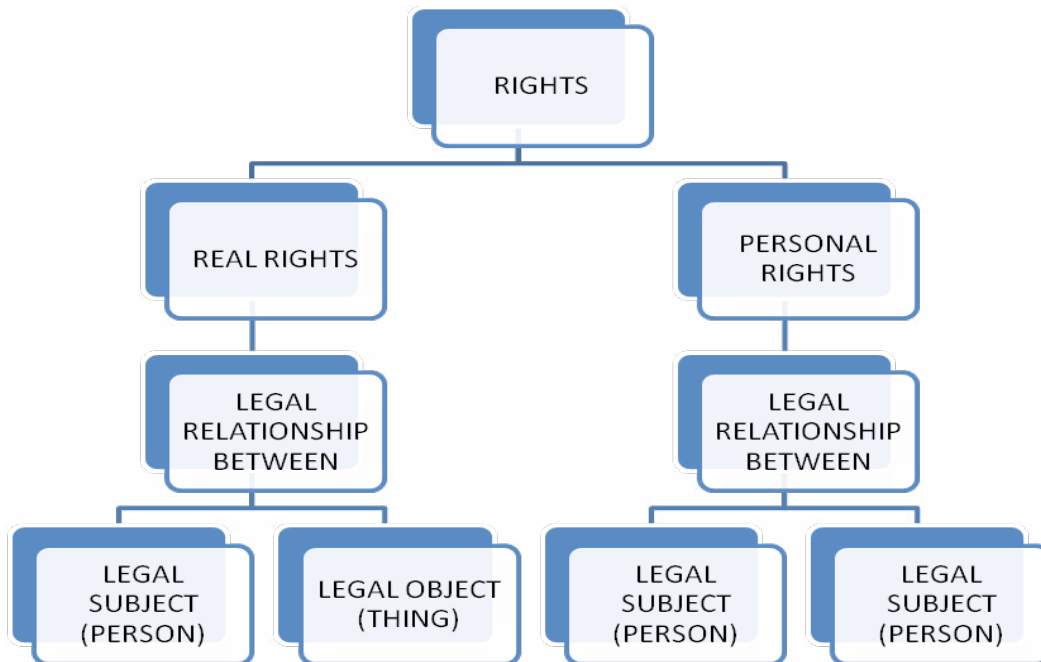 RIGHTS
REAL RIGHTS
PERSONAL
RIGHTS
LEGAL
RELATIONSHIP
BETWEEN
LEGAL
RELATIONSHIP
BETWEEN
LEGAL
SUBJECT
(PERSON)
LEGAL OBJECT
(THING)
LEGAL
SUBJECT
(PERSON)
LEGAL
SUBJECT
(PERSON)